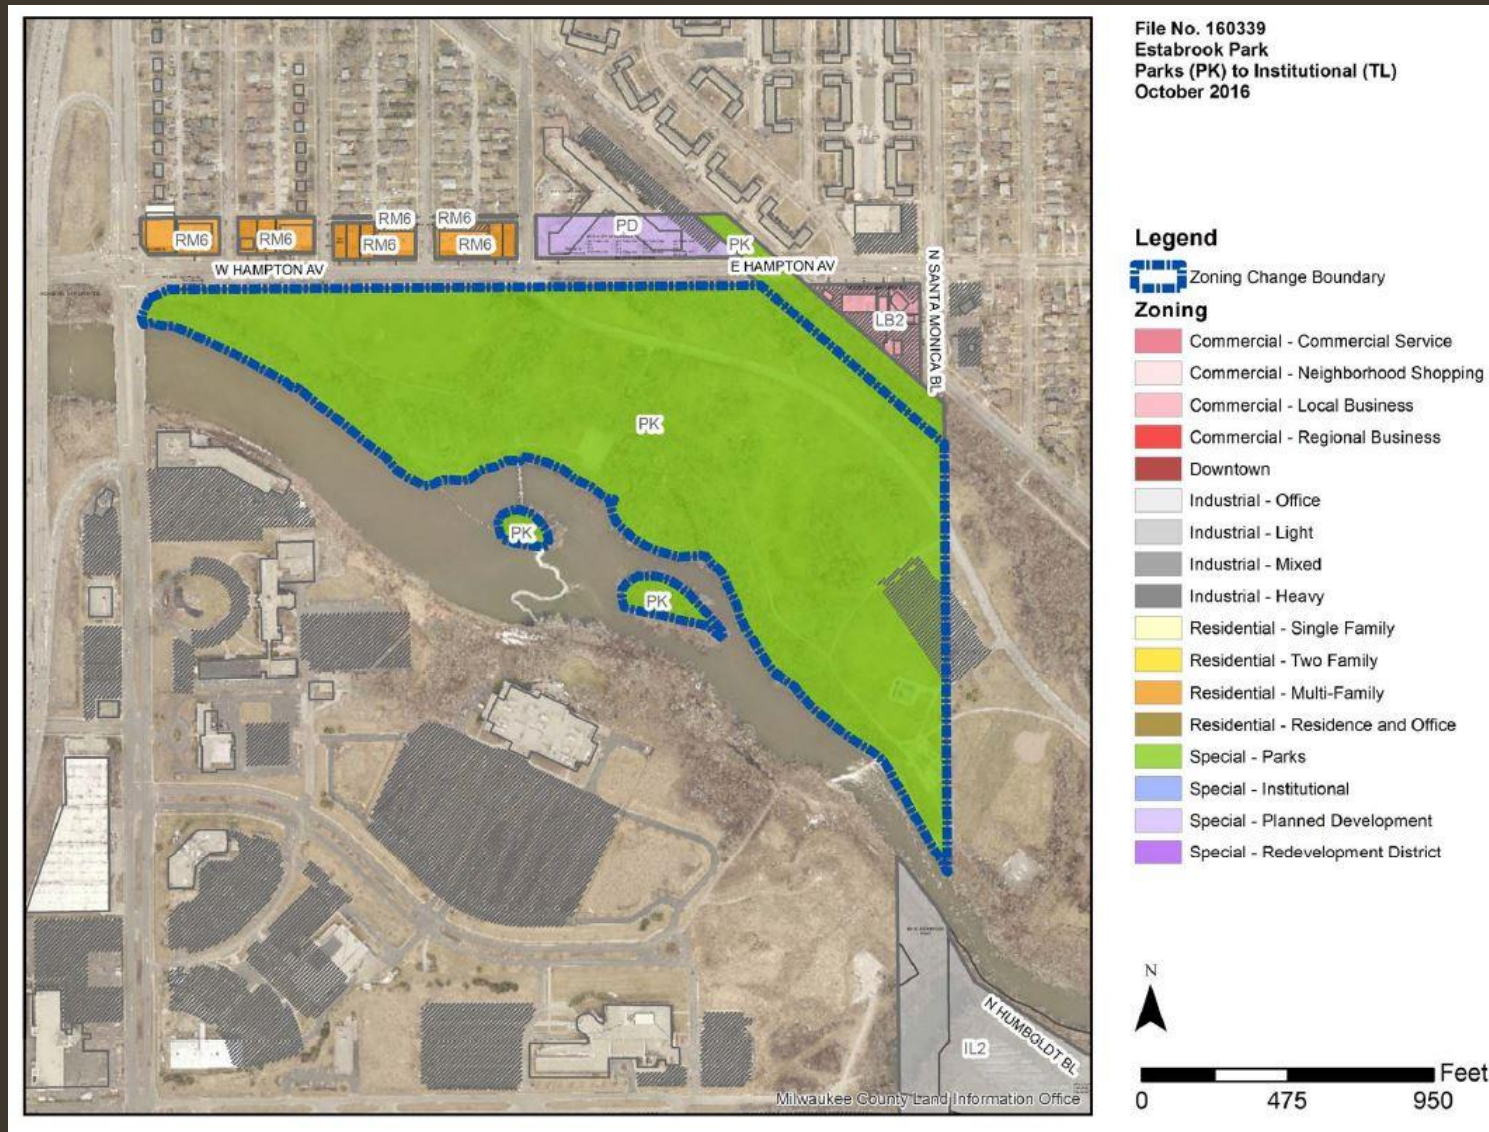 File No. 160339
Estabrook Park
Parks (PK) to Institutional (TL)
October 2016
RM6
RM6
RM6
RM6
RM6
RM6
PD
PK
W HAMPTON AV
E HAMPTON AV
N SANTA MONICA BL
LB2
PK
PK
PK
N HUMBOLDT BL
IL2
Milwaukee County Land Information Office
Legend
Zoning Change Boundary
Zoning
Commercial - Commercial Service
Commercial - Neighborhood Shopping
Commercial - Local Business
Commercial - Regional Business
Downtown
Industrial - Office
Industrial - Light
Industrial - Mixed
Industrial - Heavy
Residential - Single Family
Residential - Two Family
Residential - Multi-Family
Residential - Residence and Office
Special - Parks
Special - Institutional
Special - Planned Development
Special - Redevelopment District
N
Feet
0 475 950